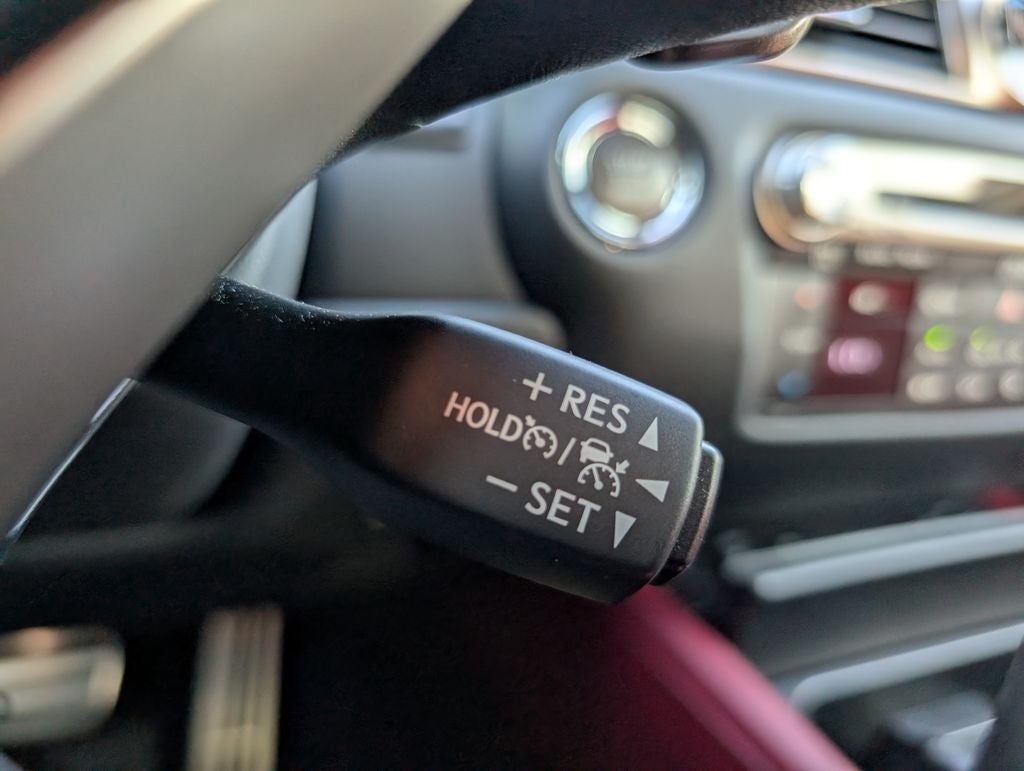 + RES
HOLD /
− SET